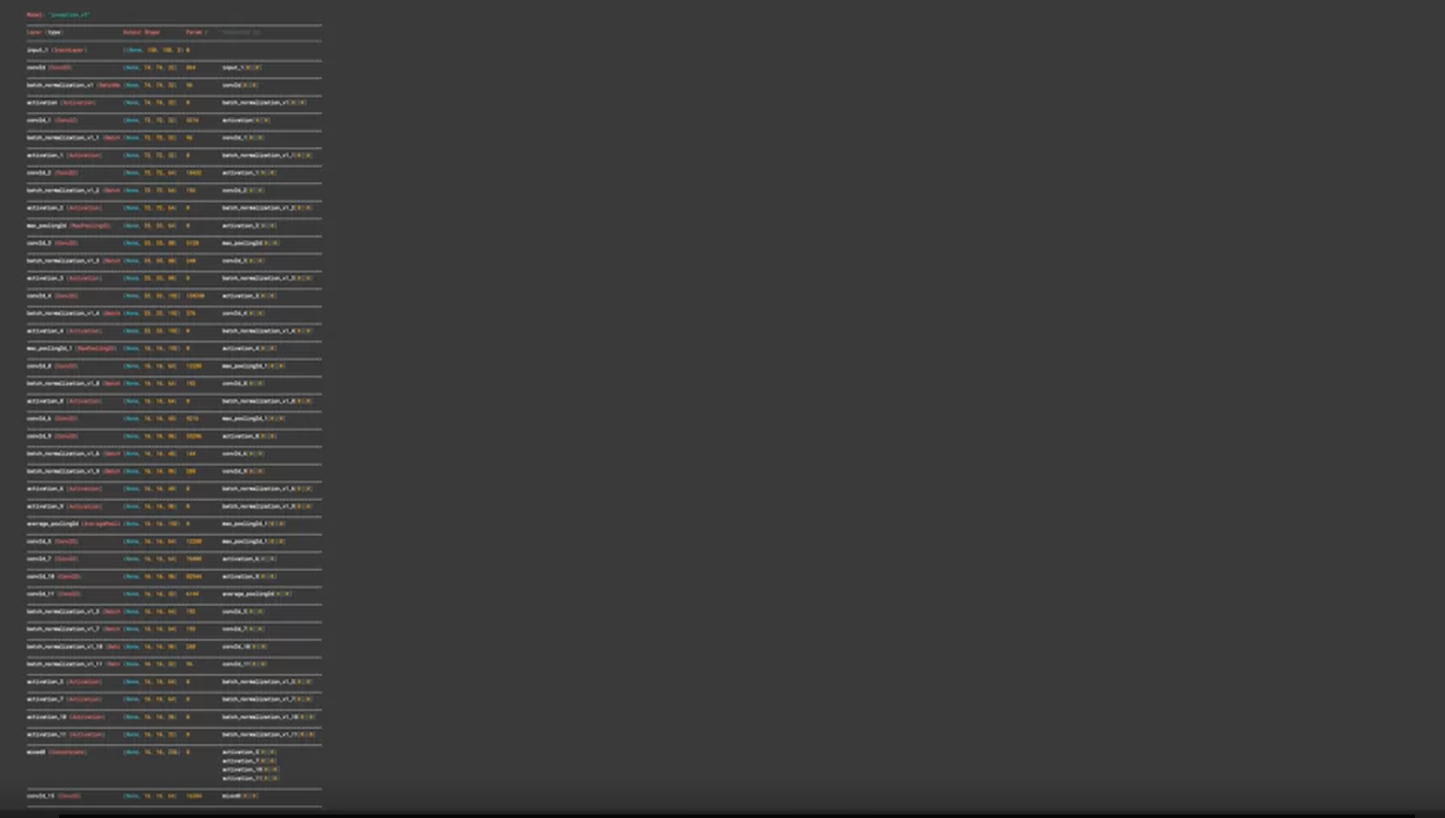 Model: "inception_v3"
Layer (type) Output Shape Param # Connected to
input_1 (InputLayer) [(None, 150, 150, 3) 0
conv2d (Conv2D) (None, 74, 74, 32) 864 input_1[0][0]
batch_normalization_v1 (BatchNo (None, 74, 74, 32) 96 conv2d[0][0]
activation (Activation) (None, 74, 74, 32) 0 batch_normalization_v1[0][0]
conv2d_1 (Conv2D) (None, 72, 72, 32) 9216 activation[0][0]
batch_normalization_v1_1 (Batch (None, 72, 72, 32) 96 conv2d_1[0][0]
activation_1 (Activation) (None, 72, 72, 32) 0 batch_normalization_v1_1[0][0]
conv2d_2 (Conv2D) (None, 72, 72, 64) 18432 activation_1[0][0]
batch_normalization_v1_2 (Batch (None, 72, 72, 64) 192 conv2d_2[0][0]
activation_2 (Activation) (None, 72, 72, 64) 0 batch_normalization_v1_2[0][0]
max_pooling2d (MaxPooling2D) (None, 35, 35, 64) 0 activation_2[0][0]
conv2d_3 (Conv2D) (None, 35, 35, 80) 5120 max_pooling2d[0][0]
batch_normalization_v1_3 (Batch (None, 35, 35, 80) 240 conv2d_3[0][0]
activation_3 (Activation) (None, 35, 35, 80) 0 batch_normalization_v1_3[0][0]
conv2d_4 (Conv2D) (None, 33, 33, 192) 138240 activation_3[0][0]
batch_normalization_v1_4 (Batch (None, 33, 33, 192) 576 conv2d_4[0][0]
activation_4 (Activation) (None, 33, 33, 192) 0 batch_normalization_v1_4[0][0]
max_pooling2d_1 (MaxPooling2D) (None, 16, 16, 192) 0 activation_4[0][0]
conv2d_8 (Conv2D) (None, 16, 16, 64) 12288 max_pooling2d_1[0][0]
batch_normalization_v1_8 (Batch (None, 16, 16, 64) 192 conv2d_8[0][0]
activation_8 (Activation) (None, 16, 16, 64) 0 batch_normalization_v1_8[0][0]
conv2d_6 (Conv2D) (None, 16, 16, 48) 9216 max_pooling2d_1[0][0]
conv2d_9 (Conv2D) (None, 16, 16, 96) 55296 activation_8[0][0]
batch_normalization_v1_6 (Batch (None, 16, 16, 48) 144 conv2d_6[0][0]
batch_normalization_v1_9 (Batch (None, 16, 16, 96) 288 conv2d_9[0][0]
activation_6 (Activation) (None, 16, 16, 48) 0 batch_normalization_v1_6[0][0]
activation_9 (Activation) (None, 16, 16, 96) 0 batch_normalization_v1_9[0][0]
average_pooling2d (AveragePooli (None, 16, 16, 192) 0 max_pooling2d_1[0][0]
conv2d_5 (Conv2D) (None, 16, 16, 64) 12288 max_pooling2d_1[0][0]
conv2d_7 (Conv2D) (None, 16, 16, 64) 76800 activation_6[0][0]
conv2d_10 (Conv2D) (None, 16, 16, 96) 82944 activation_9[0][0]
conv2d_11 (Conv2D) (None, 16, 16, 32) 6144 average_pooling2d[0][0]
batch_normalization_v1_5 (Batch (None, 16, 16, 64) 192 conv2d_5[0][0]
batch_normalization_v1_7 (Batch (None, 16, 16, 64) 192 conv2d_7[0][0]
batch_normalization_v1_10 (Batc (None, 16, 16, 96) 288 conv2d_10[0][0]
batch_normalization_v1_11 (Batc (None, 16, 16, 32) 96 conv2d_11[0][0]
activation_5 (Activation) (None, 16, 16, 64) 0 batch_normalization_v1_5[0][0]
activation_7 (Activation) (None, 16, 16, 64) 0 batch_normalization_v1_7[0][0]
activation_10 (Activation) (None, 16, 16, 96) 0 batch_normalization_v1_10[0][0]
activation_11 (Activation) (None, 16, 16, 32) 0 batch_normalization_v1_11[0][0]
mixed0 (Concatenate) (None, 16, 16, 256) 0 activation_5[0][0]
activation_7[0][0]
activation_10[0][0]
activation_11[0][0]
conv2d_15 (Conv2D) (None, 16, 16, 64) 16384 mixed0[0][0]